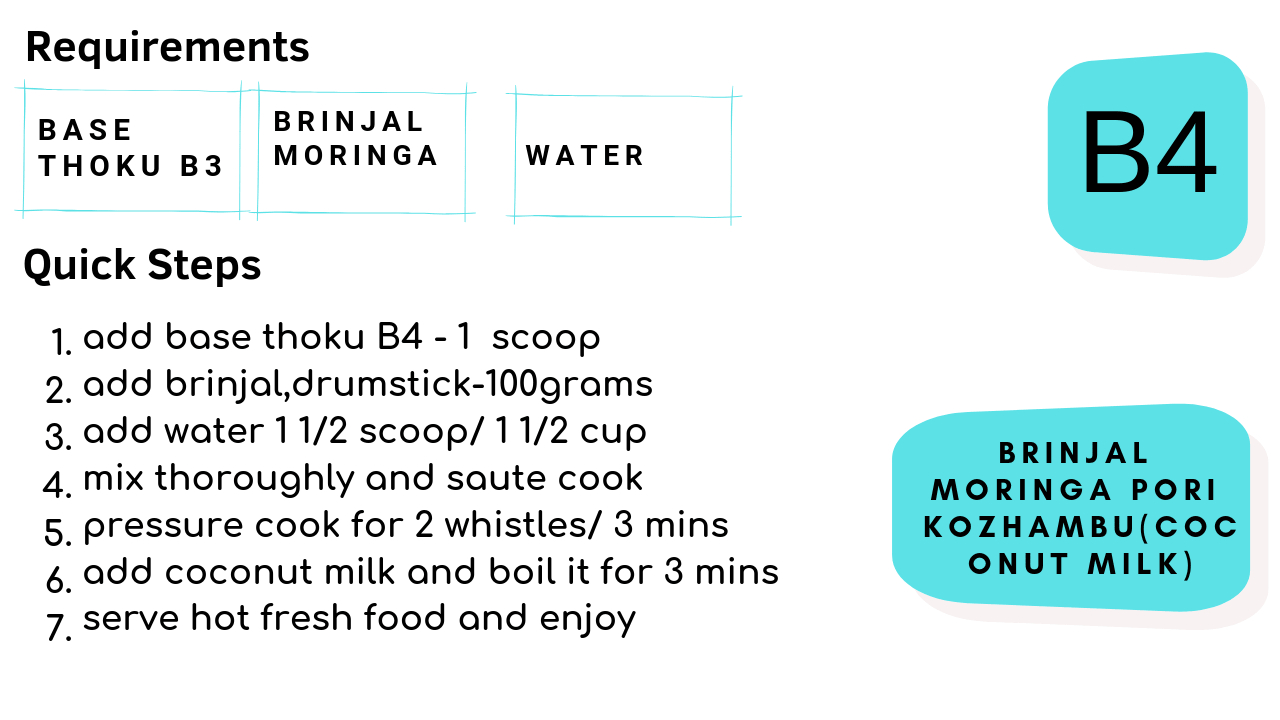 Requirements
BASE
THOKU B3
BRINJAL
MORINGA
WATER
B4
Quick Steps
1. add base thoku B4 - 1 scoop
2. add brinjal,drumstick-100grams
3. add water 1 1/2 scoop/ 1 1/2 cup
4. mix thoroughly and saute cook
5. pressure cook for 2 whistles/ 3 mins
6. add coconut milk and boil it for 3 mins
7. serve hot fresh food and enjoy
BRINJAL
MORINGA PORI
KOZHAMBU(COC
ONUT MILK)